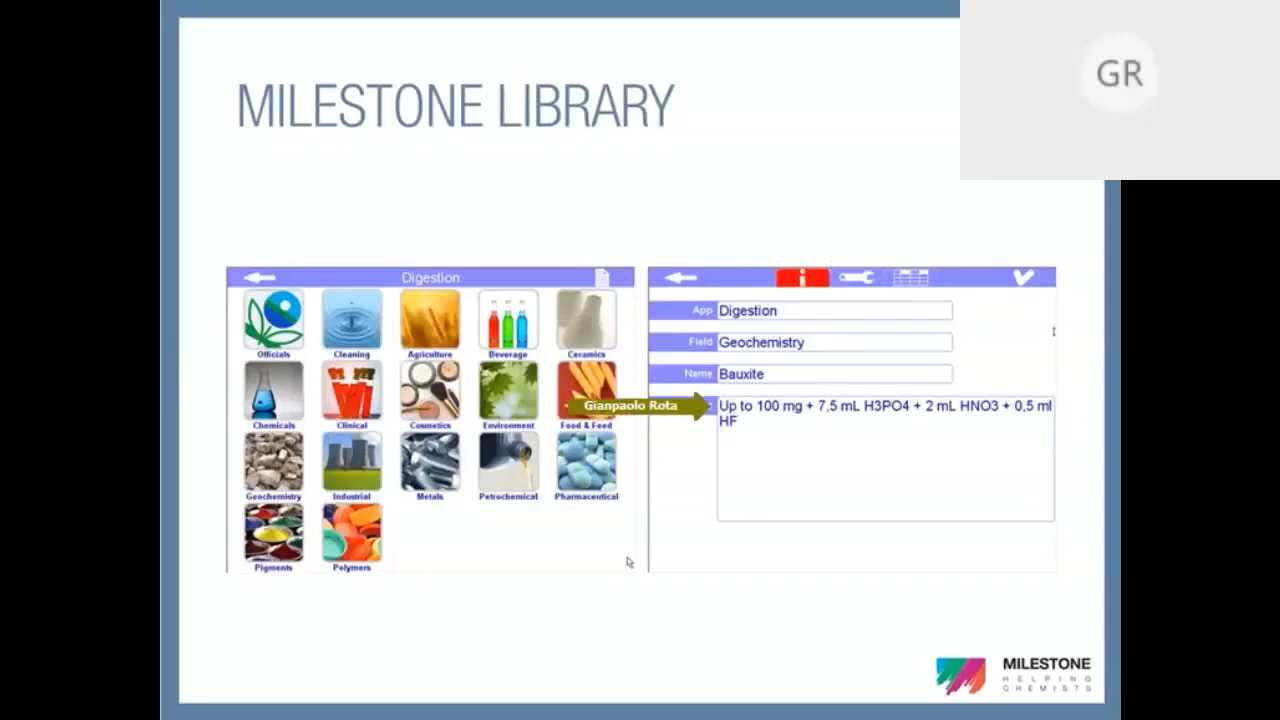 GR
MILESTONE LIBRARY
Digestion
Officials
Cleaning
Agriculture
Beverage
Ceramics
Chemicals
Clinical
Cosmetics
Environment
Food & Feed
Geochemistry
Industrial
Metals
Petrochemical
Pharmaceutical
Pigments
Polymers
App Digestion
Field Geochemistry
Name Bauxite
Gianpaolo Rota
Up to 100 mg + 7,5 mL H3PO4 + 2 mL HNO3 + 0,5 ml
HF
MILESTONE
HELPING
CHEMISTS